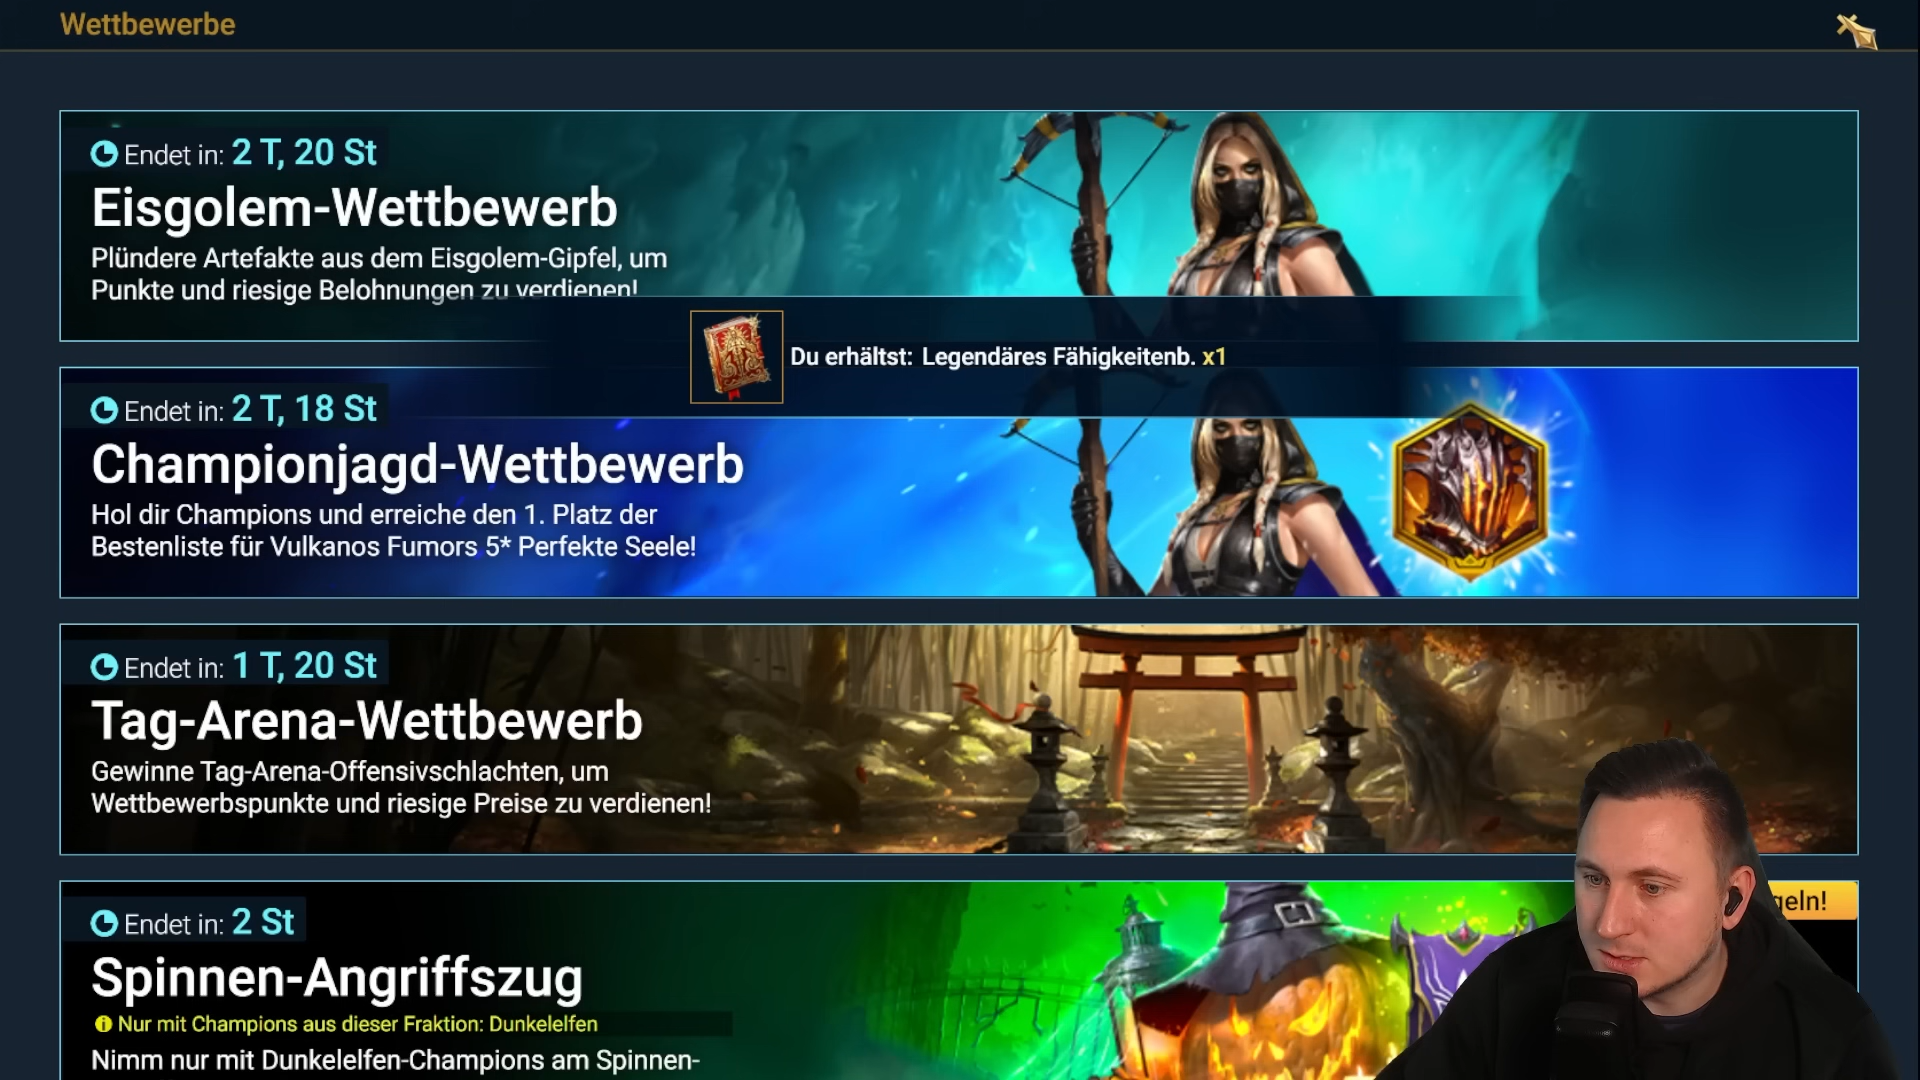 Wettbewerbe
Endet in: 2 T, 20 St
Eisgolem-Wettbewerb
Plündere Artefakte aus dem Eisgolem-Gipfel, um
Punkte und riesige Belohnungen zu verdienen!
Du erhältst: Legendäres Fähigkeitenb. x1
Endet in: 2 T, 18 St
Championjagd-Wettbewerb
Hol dir Champions und erreiche den 1. Platz der
Bestenliste für Vulkanos Fumors 5* Perfekte Seele!
Endet in: 1 T, 20 St
Tag-Arena-Wettbewerb
Gewinne Tag-Arena-Offensivschlachten, um
Wettbewerbspunkte und riesige Preise zu verdienen!
Endet in: 2 St
Spinnen-Angriffszug
Nur mit Champions aus dieser Fraktion: Dunkelelfen
Nimm nur mit Dunkelelfen-Champions am Spinnen-